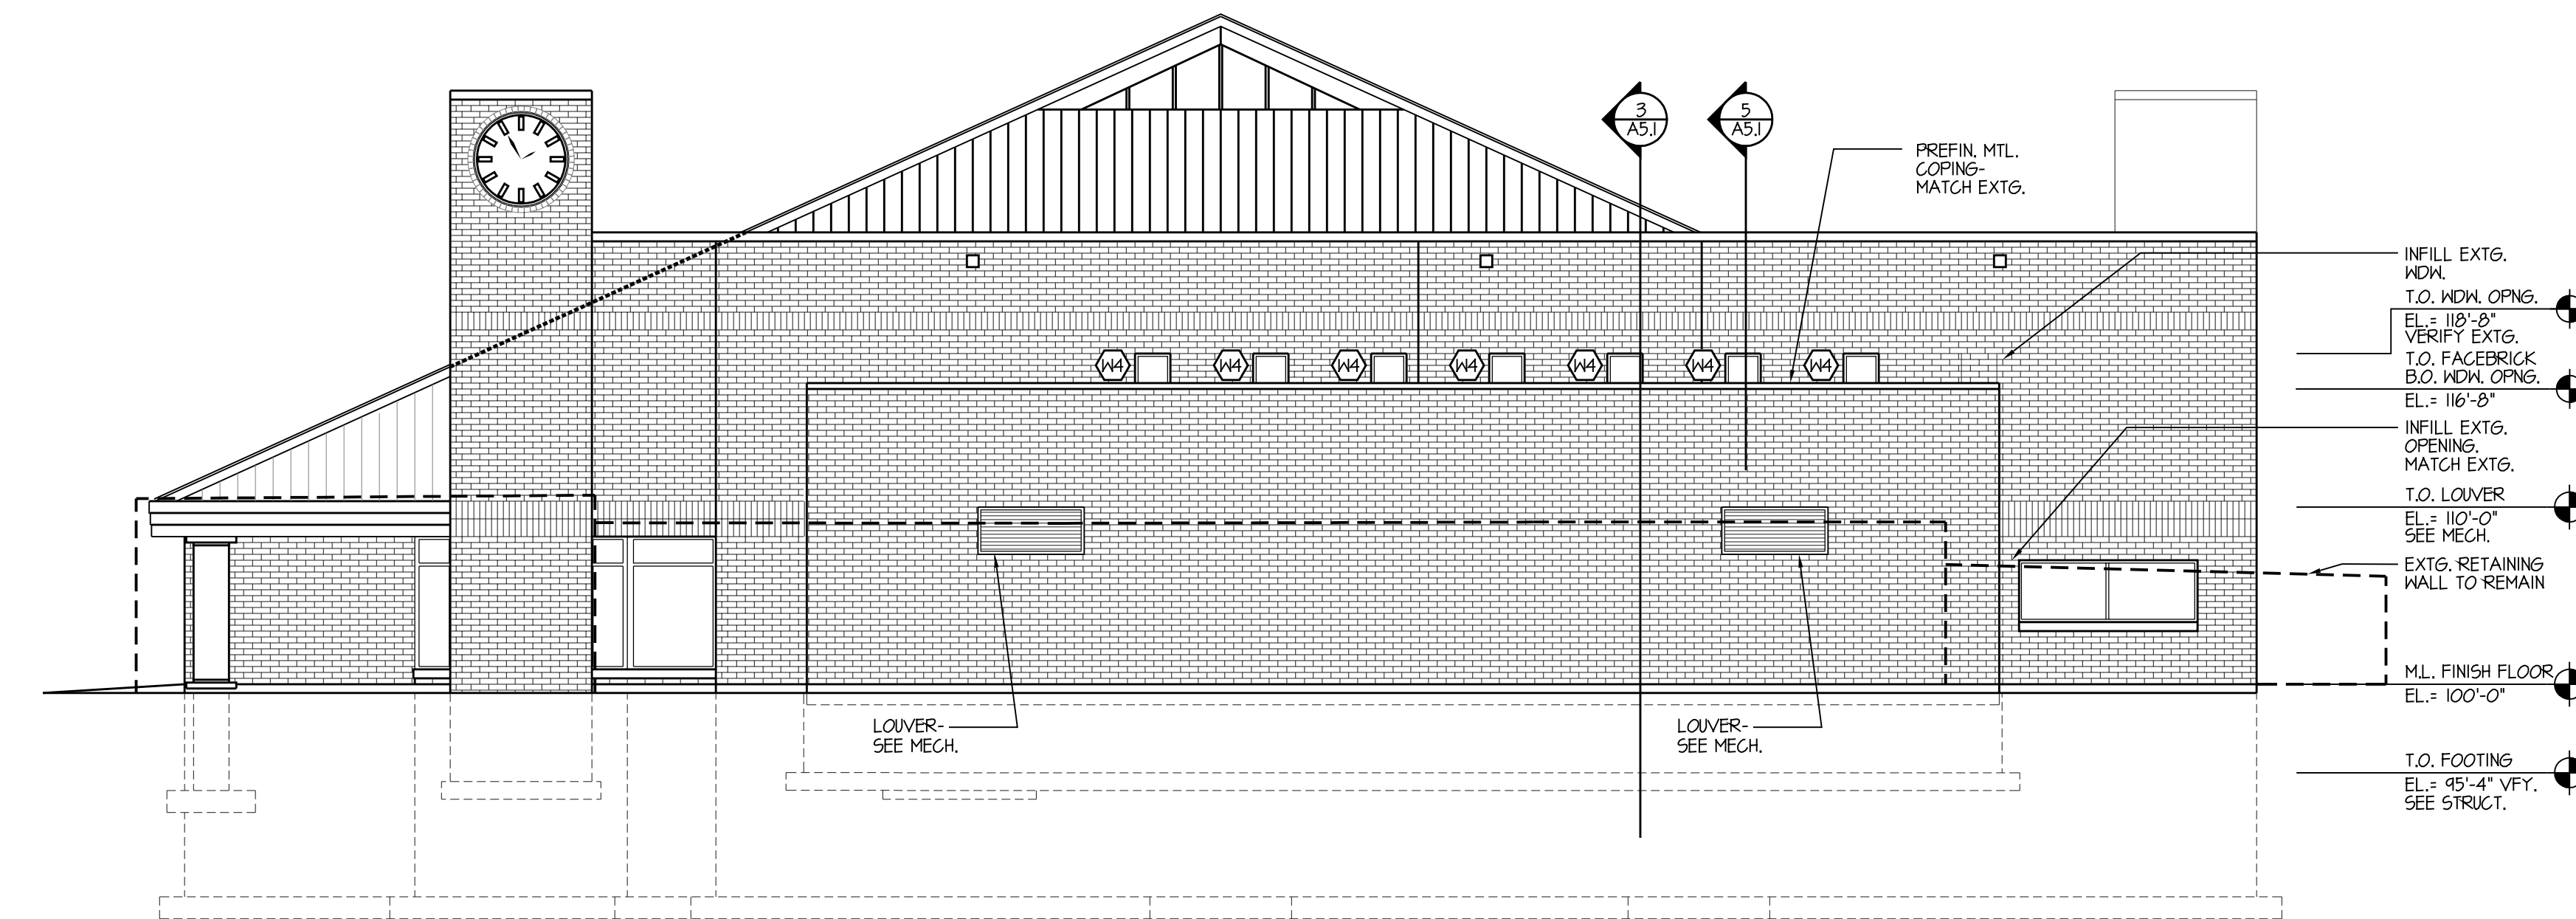 3
A5.1
5
A5.1
PREFIN. MTL.
COPING-
MATCH EXTG.
INFILL EXTG.
WDW.
T.O. WDW. OPNG.
EL.= 118'-8"
VERIFY EXTG.
T.O. FACEBRICK
B.O. WDW. OPNG.
EL.= 116'-8"
W4
W4
W4
W4
W4
W4
W4
INFILL EXTG.
OPENING.
MATCH EXTG.
T.O. LOUVER
EL.= 110'-0"
SEE MECH.
EXTG. RETAINING
WALL TO REMAIN
M.L. FINISH FLOOR
EL.= 100'-0"
LOUVER-
SEE MECH.
LOUVER-
SEE MECH.
T.O. FOOTING
EL.= 95'-4" VFY.
SEE STRUCT.